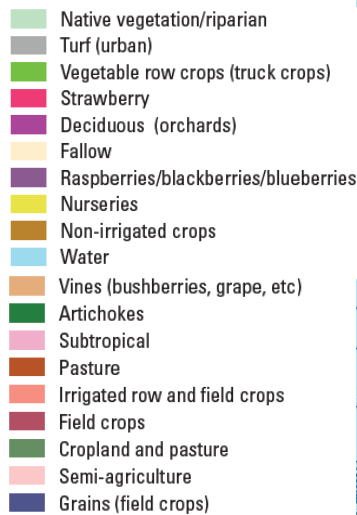 Native vegetation/riparian
Turf (urban)
Vegetable row crops (truck crops)
Strawberry
Deciduous (orchards)
Fallow
Raspberries/blackberries/blueberries
Nurseries
Non-irrigated crops
Water
Vines (bushberries, grape, etc)
Artichokes
Subtropical
Pasture
Irrigated row and field crops
Field crops
Cropland and pasture
Semi-agriculture
Grains (field crops)